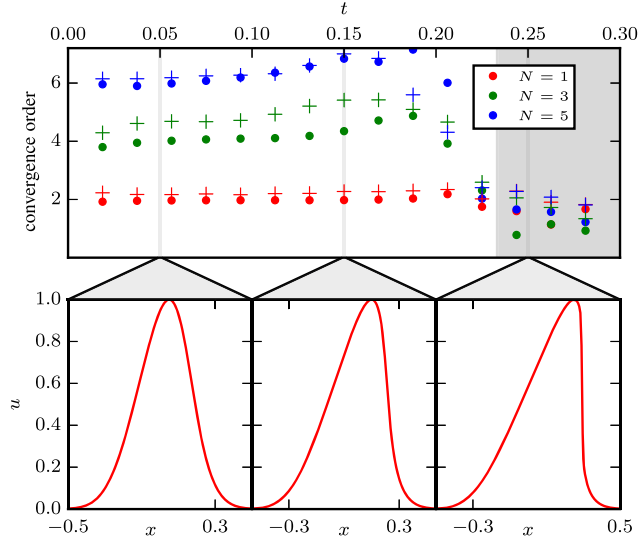 t
0.00 0.05 0.10 0.15 0.20 0.25 0.30
convergence order
6
4
2
N = 1
N = 3
N = 5
u
1.0
0.8
0.6
0.4
0.2
0.0
−0.5 x 0.3 −0.3 x 0.3 −0.3 x 0.5